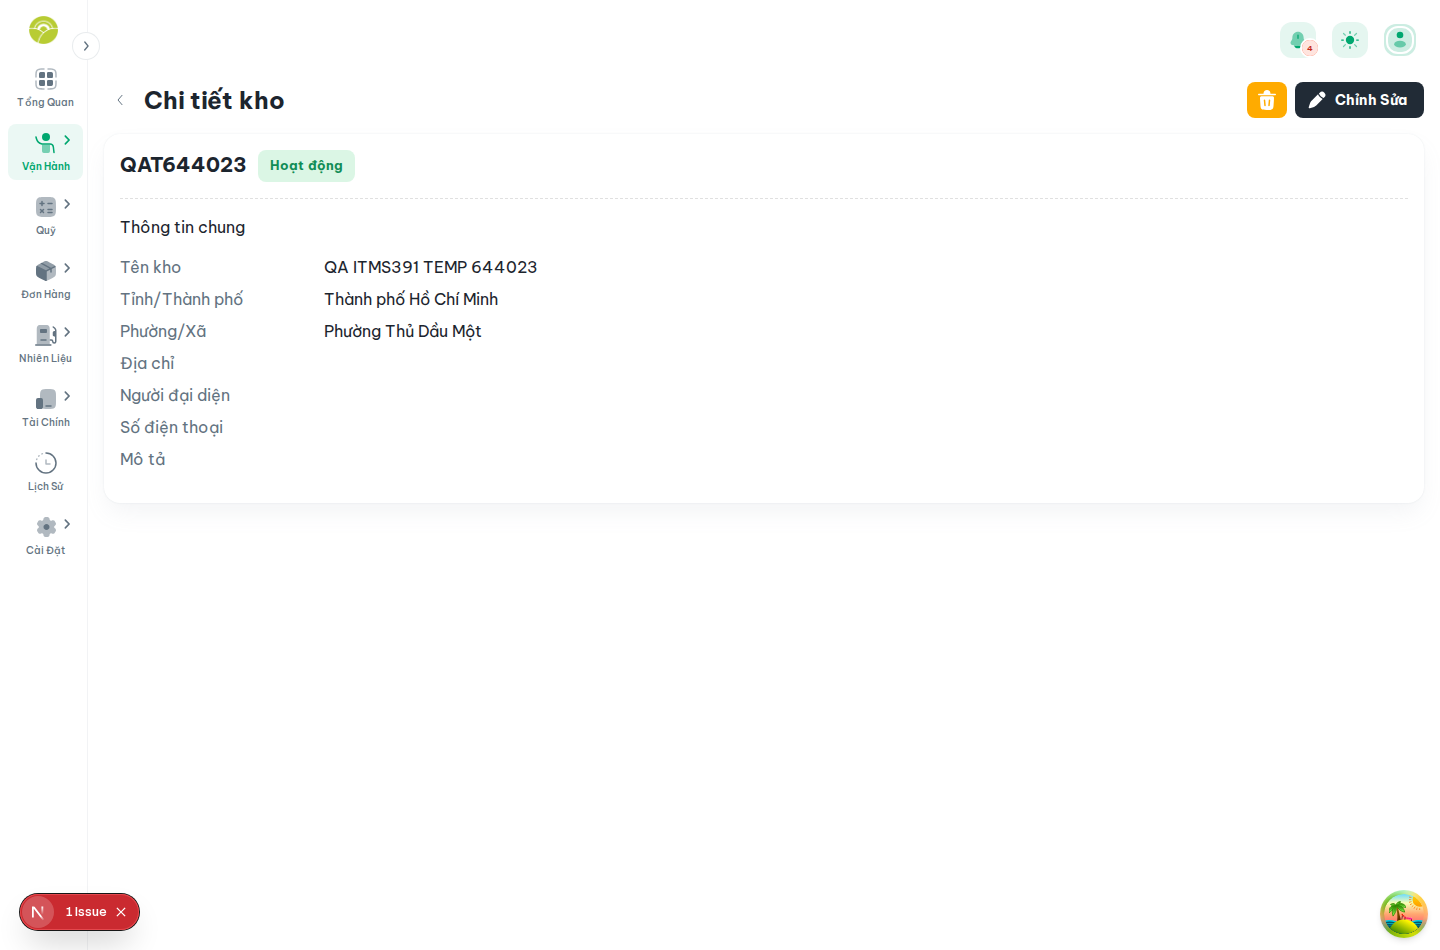 4
Chi tiết kho
Chỉnh Sửa
Tổng Quan
Vận Hành
Quỹ
Đơn Hàng
Nhiên Liệu
Tài Chính
Lịch Sử
Cài Đặt
QAT644023
Hoạt động
Thông tin chung
Tên kho QA ITMS391 TEMP 644023
Tỉnh/Thành phố Thành phố Hồ Chí Minh
Phường/Xã Phường Thủ Dầu Một
Địa chỉ
Người đại diện
Số điện thoại
Mô tả
N
1 Issue